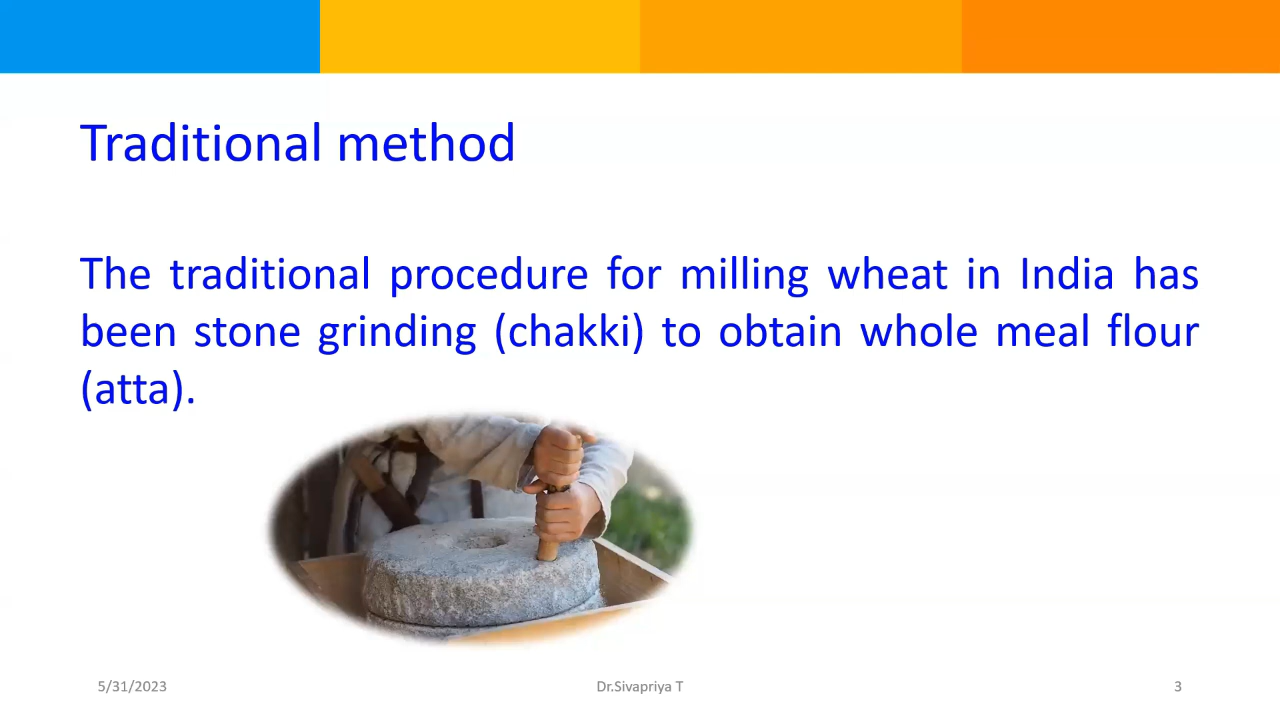 Traditional method
The traditional procedure for milling wheat in India has
been stone grinding (chakki) to obtain whole meal flour
(atta).
5/31/2023
Dr.Sivapriya T
3